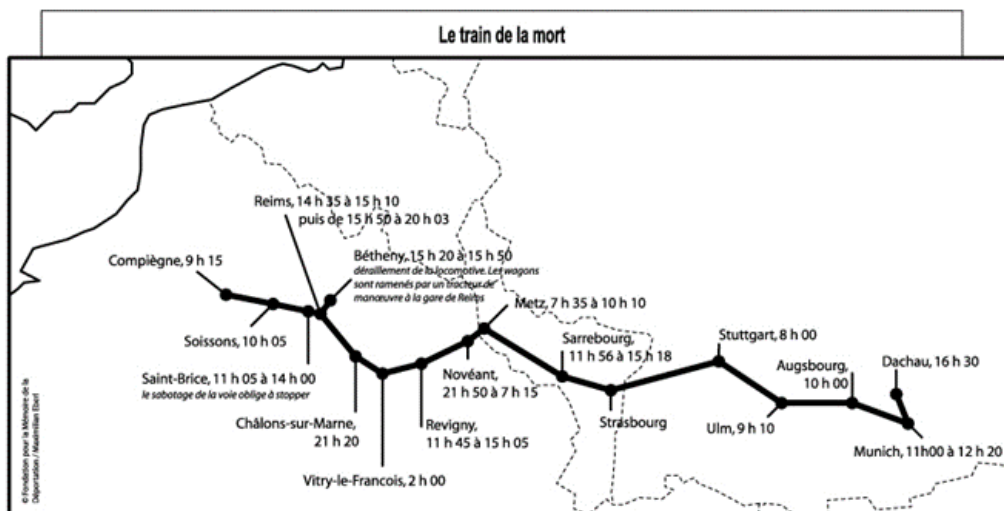 Le train de la mort
Reims, 14 h 35 à 15 h 10
puis de 15 h 50 à 20 h 03
Bétheny, 15 h 20 à 15 h 50
déraillement de la locomotive. Les wagons
sont ramenés par un tracteur de
manœuvre à la gare de Reims
Compiègne, 9 h 15
Metz, 7 h 35 à 10 h 10
Soissons, 10 h 05
Sarrebourg,
11 h 56 à 15 h 18
Stuttgart, 8 h 00
Saint-Brice, 11 h 05 à 14 h 00
le sabotage de la voie oblige à stopper
Novéant,
21 h 50 à 7 h 15
Augsbourg,
10 h 00
Dachau, 16 h 30
Châlons-sur-Marne,
21 h 20
Revigny,
11 h 45 à 15 h 05
Strasbourg
Ulm, 9 h 10
Munich, 11h00 à 12 h 20
Vitry-le-Francois, 2 h 00
© Fondation pour la Mémoire de la
Déportation / Maximilian Eberl